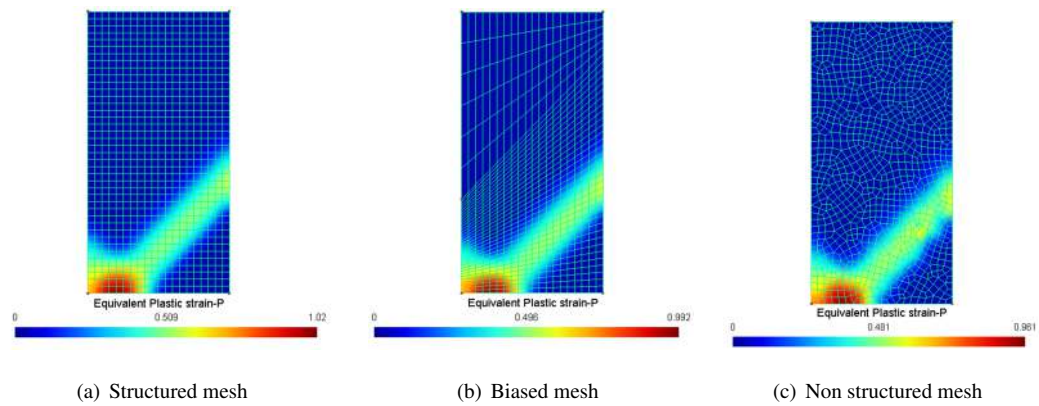 Equivalent Plastic strain-P
0 0.509 1.02
(a) Structured mesh
Equivalent Plastic strain-P
0 0.496 0.992
(b) Biased mesh
Equivalent Plastic strain-P
0 0.481 0.961
(c) Non structured mesh